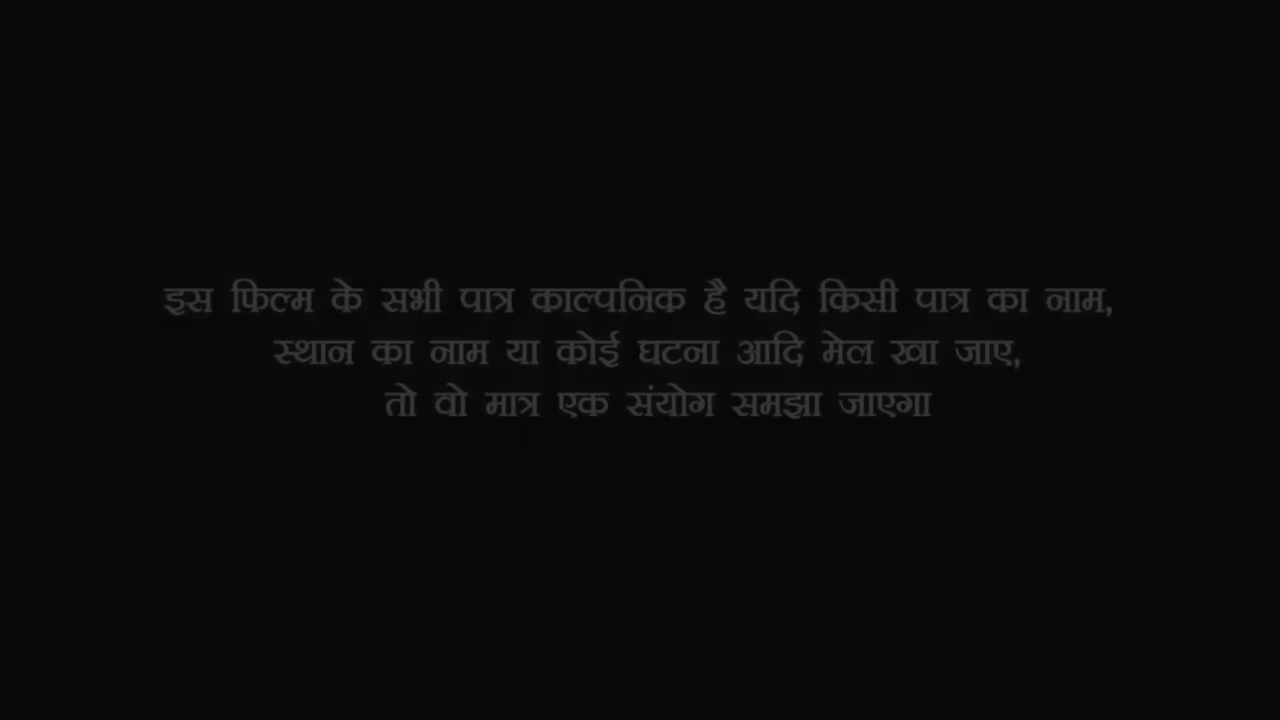 इस फिल्म के सभी पात्र काल्पनिक है यदि किसी पात्र का नाम,
स्थान का नाम या कोई घटना आदि मेल खा जाए,
तो वो मात्र एक संयोग समझा जाएगा